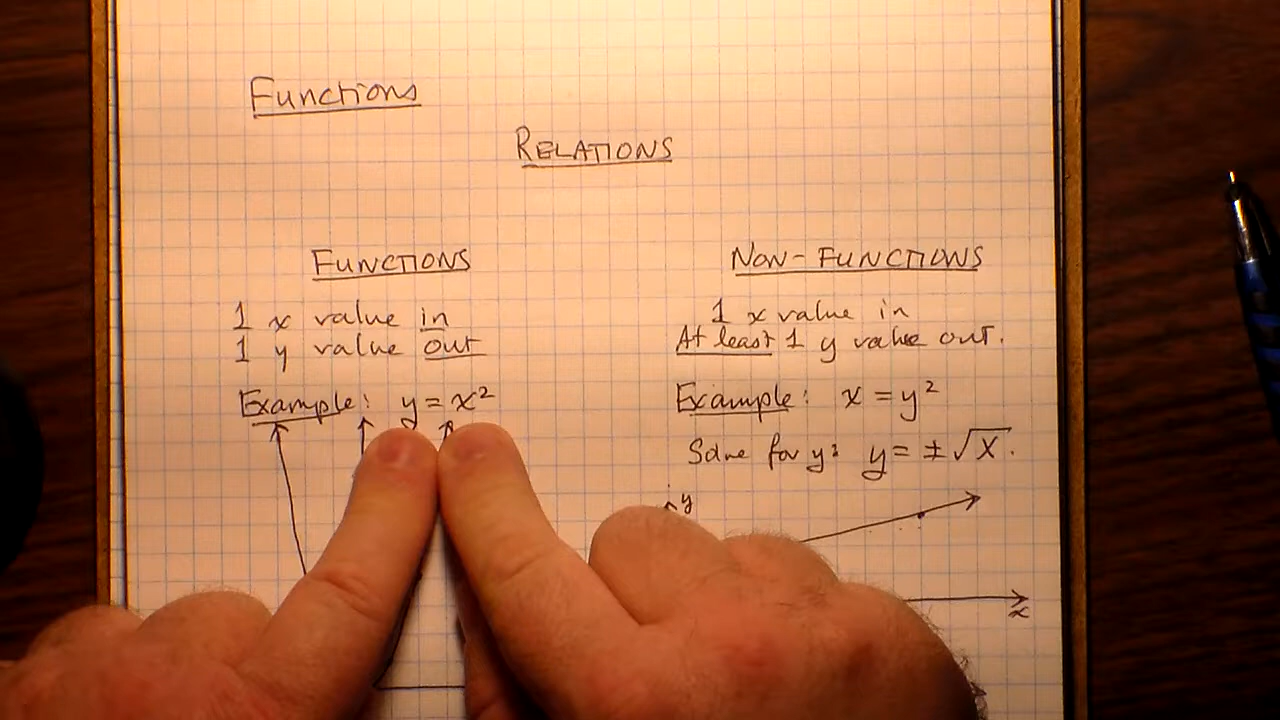 Functions
RELATIONS
FUNCTIONS
1 x value in
1 y value out
Example: y = x²
NON-FUNCTIONS
1 x value in
At least 1 y value out.
Example: x = y²
Solve for y: y = ± √x.
y
x